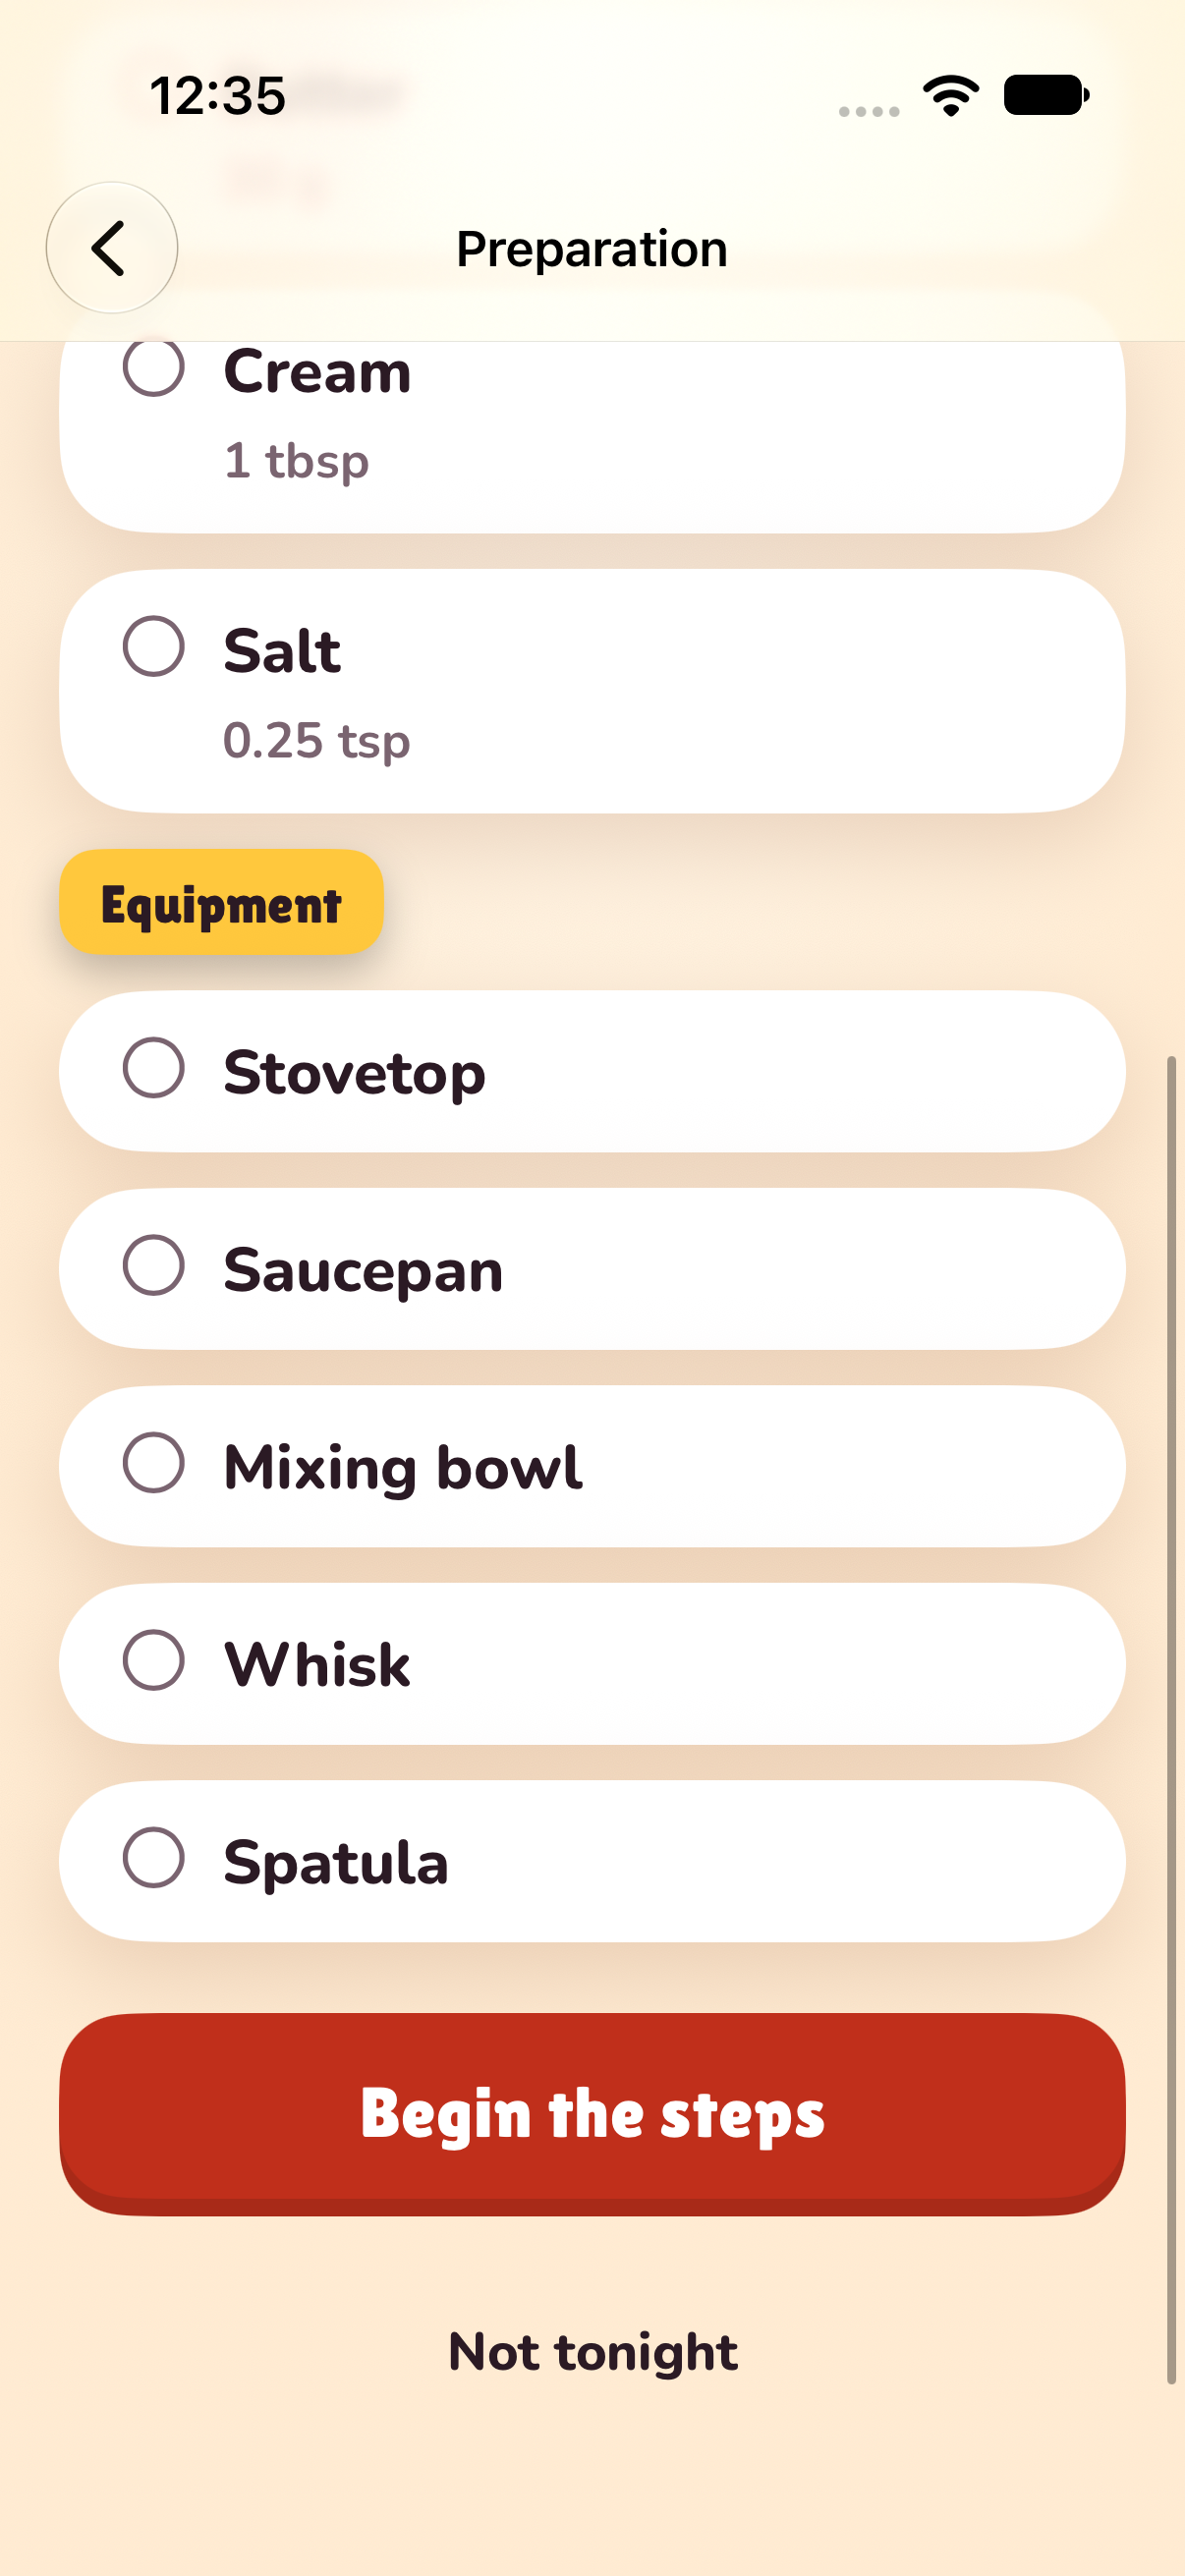 12:35
Preparation
Cream
1 tbsp
Salt
0.25 tsp
Equipment
Stovetop
Saucepan
Mixing bowl
Whisk
Spatula
Begin the steps
Not tonight